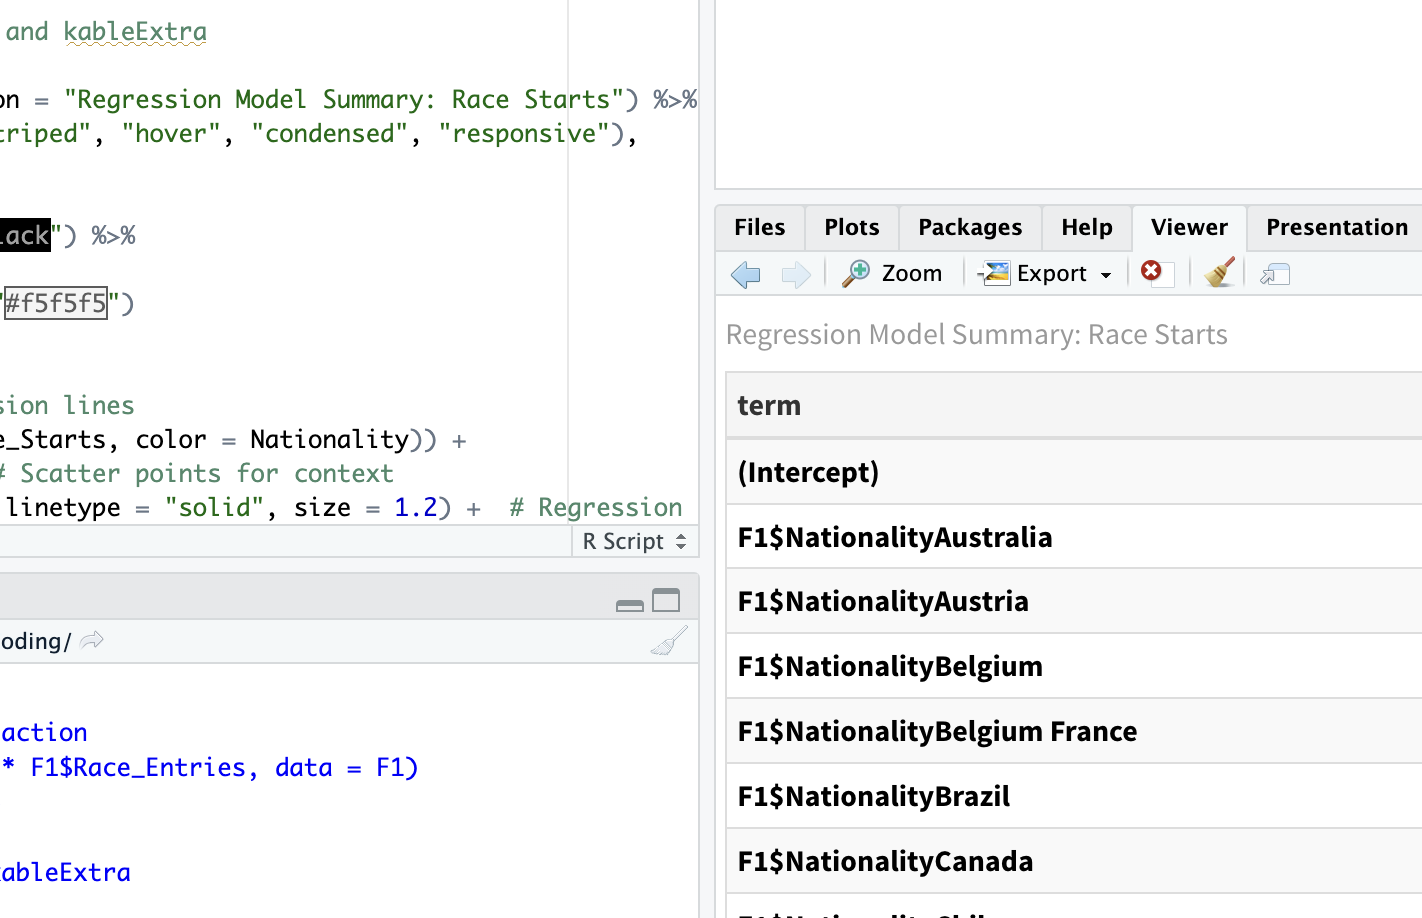 and kableExtra
on = "Regression Model Summary: Race Starts") %>%
triped", "hover", "condensed", "responsive"),
lack") %>%
"#f5f5f5")
sion lines
e_Starts, color = Nationality)) +
# Scatter points for context
linetype = "solid", size = 1.2) +  # Regression
R Script
oding/
action
* F1$Race_Entries, data = F1)
kableExtra
Files Plots Packages Help Viewer Presentation
Zoom Export
Regression Model Summary: Race Starts
term
(Intercept)
F1$NationalityAustralia
F1$NationalityAustria
F1$NationalityBelgium
F1$NationalityBelgium France
F1$NationalityBrazil
F1$NationalityCanada